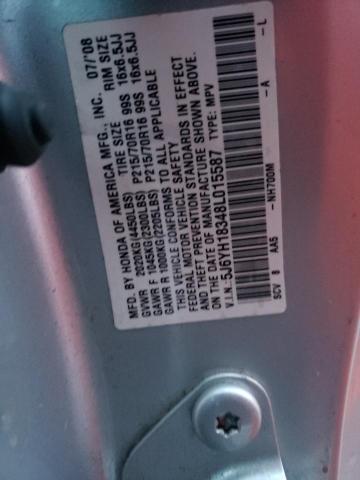 MFD. BY HONDA OF AMERICA MFG., INC. 07/'08
TIRE SIZE RIM SIZE
GVWR 2020KG(4450LBS) P215/70R16 99S 16x6.5JJ
GAWR F 1045KG(2300LBS) P215/70R16 99S 16x6.5JJ
GAWR R 1000KG(2205LBS)
THIS VEHICLE CONFORMS TO ALL APPLICABLE
FEDERAL MOTOR VEHICLE SAFETY
AND THEFT PREVENTION STANDARDS IN EFFECT
ON THE DATE OF MANUFACTURE SHOWN ABOVE.
V.I.N.:5J6YH18348L015587 TYPE: MPV
SCV 8 AA5 -NH700M -A -L